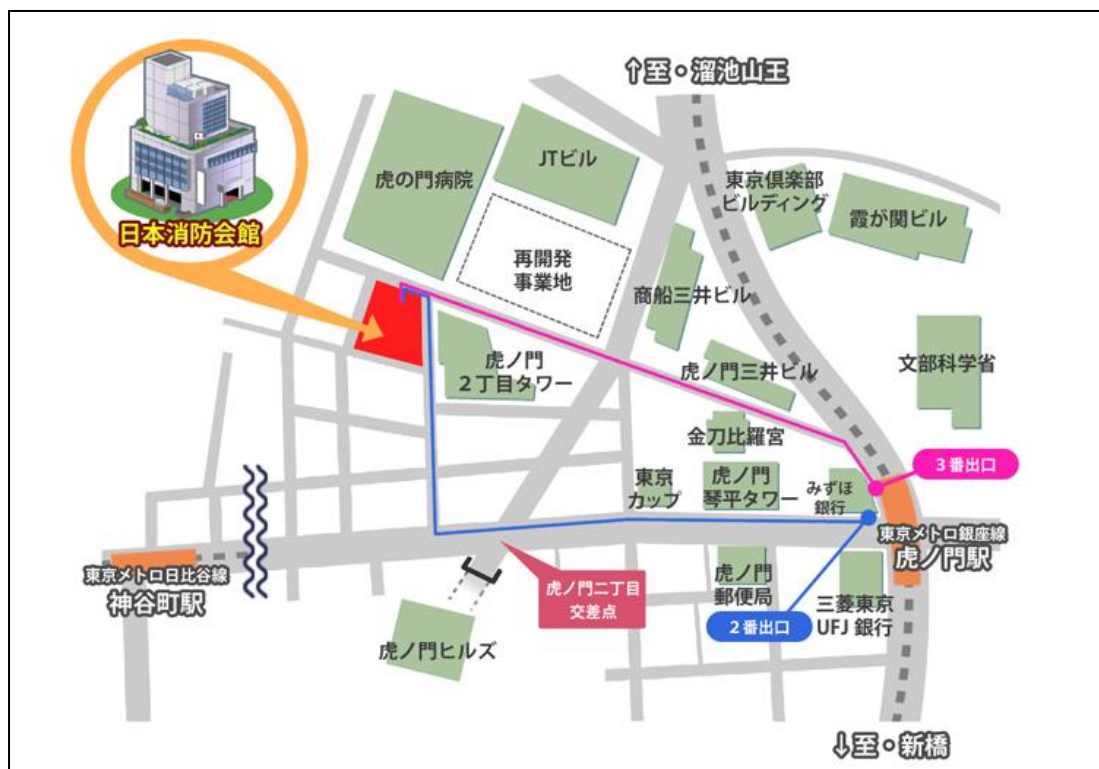 ↑至・溜池山王
JTビル
虎の門病院
東京倶楽部
ビルディング
霞が関ビル
日本消防会館
再開発
事業地
商船三井ビル
虎ノ門
2丁目タワー
虎ノ門三井ビル
文部科学省
金刀比羅宮
3番出口
東京
カップ
虎ノ門
琴平タワー
みずほ
銀行
東京メトロ銀座線
虎ノ門駅
東京メトロ日比谷線
神谷町駅
虎ノ門二丁目
交差点
虎ノ門
郵便局
三菱東京
UFJ 銀行
2番出口
虎ノ門ヒルズ
↓至・新橋